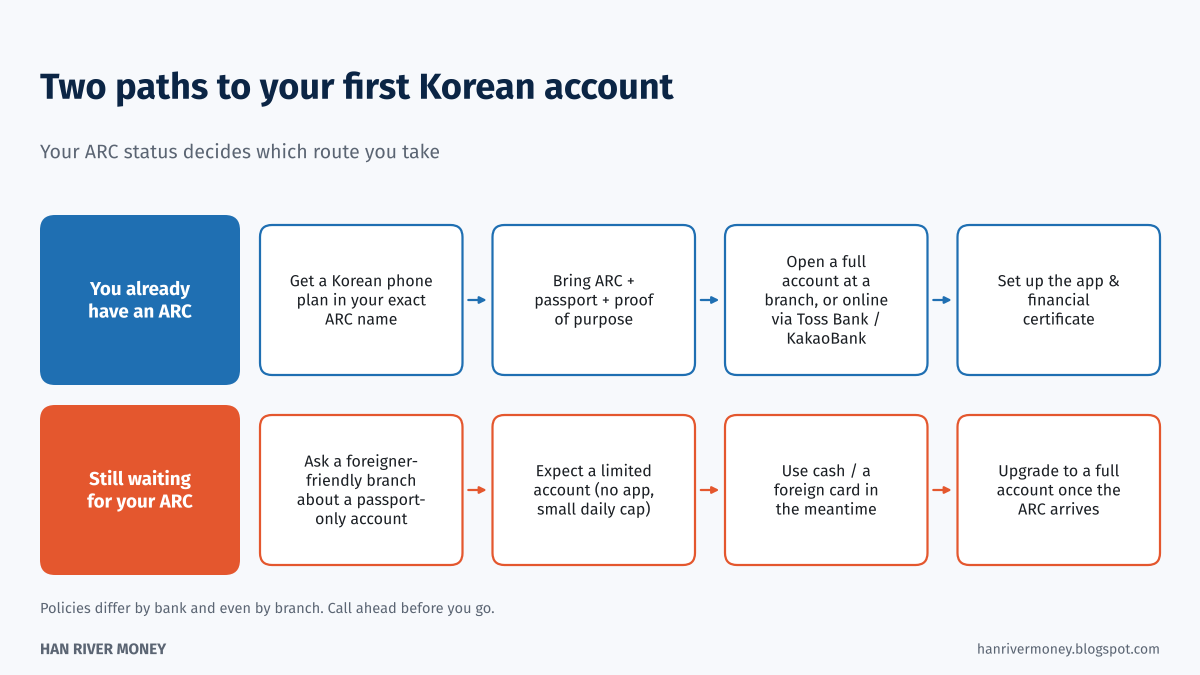 Two paths to your first Korean account
Your ARC status decides which route you take
You already
have an ARC
Get a Korean phone
plan in your exact
ARC name
Bring ARC +
passport + proof
of purpose
Open a full
account at a
branch, or online
via Toss Bank /
KakaoBank
Set up the app &
financial
certificate
Still waiting
for your ARC
Ask a foreigner-
friendly branch
about a passport-
only account
Expect a limited
account (no app,
small daily cap)
Use cash / a
foreign card in
the meantime
Upgrade to a full
account once the
ARC arrives
Policies differ by bank and even by branch. Call ahead before you go.
HAN RIVER MONEY
hanrivermoney.blogspot.com